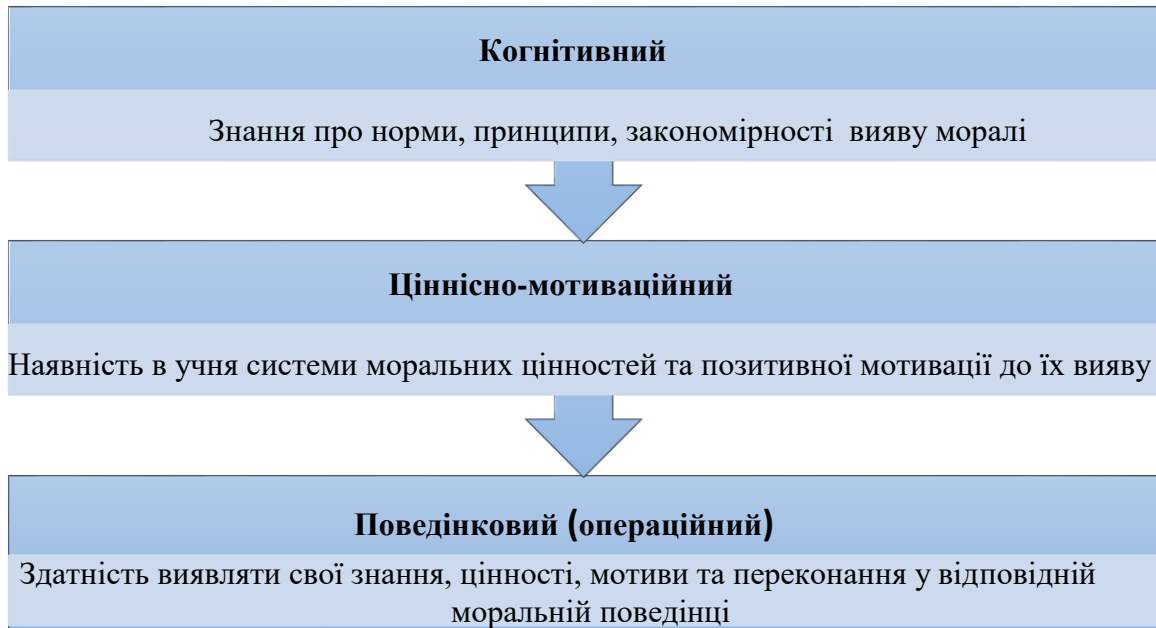 Когнітивний
Знання про норми, принципи, закономірності вияву моралі
Ціннісно-мотиваційний
Наявність в учня системи моральних цінностей та позитивної мотивації до їх вияву
Поведінковий (операційний)
Здатність виявляти свої знання, цінності, мотиви та переконання у відповідній
моральній поведінці